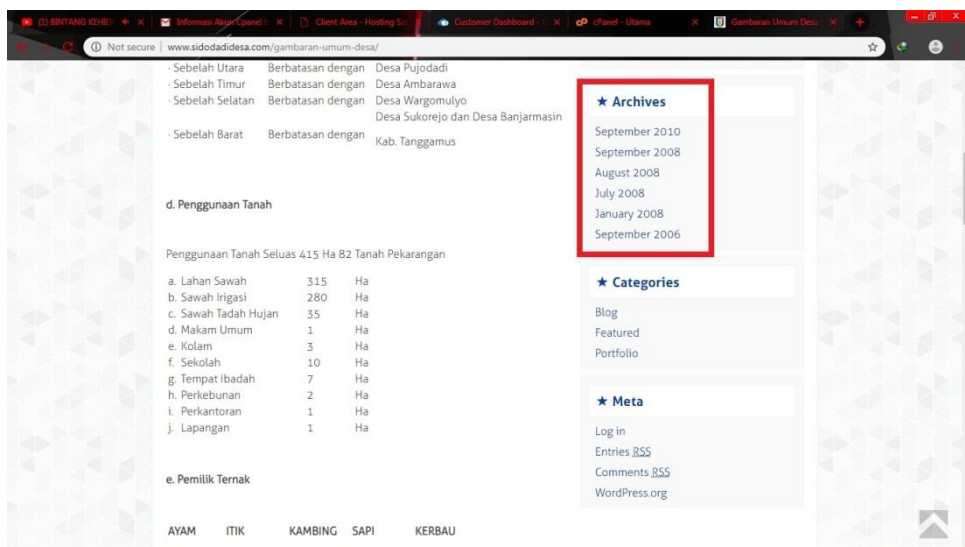 (1) BINTANG KEHID
Informasi Akun Cpanel
Client Area - Hosting
Customer Dashboard -
cPanel - Utama
Gambaran Umum Desa
Not secure | www.sidodadidesa.com/gambaran-umum-desa/
· Sebelah Utara Berbatasan dengan Desa Pujodadi
· Sebelah Timur Berbatasan dengan Desa Ambarawa
· Sebelah Selatan Berbatasan dengan Desa Wargomulyo
Desa Sukorejo dan Desa Banjarmasin
· Sebelah Barat Berbatasan dengan Kab. Tanggamus
d. Penggunaan Tanah
Penggunaan Tanah Seluas 415 Ha 82 Tanah Pekarangan
a. Lahan Sawah 315 Ha
b. Sawah Irigasi 280 Ha
c. Sawah Tadah Hujan 35 Ha
d. Makam Umum 1 Ha
e. Kolam 3 Ha
f. Sekolah 10 Ha
g. Tempat Ibadah 7 Ha
h. Perkebunan 2 Ha
i. Perkantoran 1 Ha
j. Lapangan 1 Ha
e. Pemilik Ternak
AYAM ITIK KAMBING SAPI KERBAU
★ Archives
September 2010
September 2008
August 2008
July 2008
January 2008
September 2006
★ Categories
Blog
Featured
Portfolio
★ Meta
Log in
Entries RSS
Comments RSS
WordPress.org